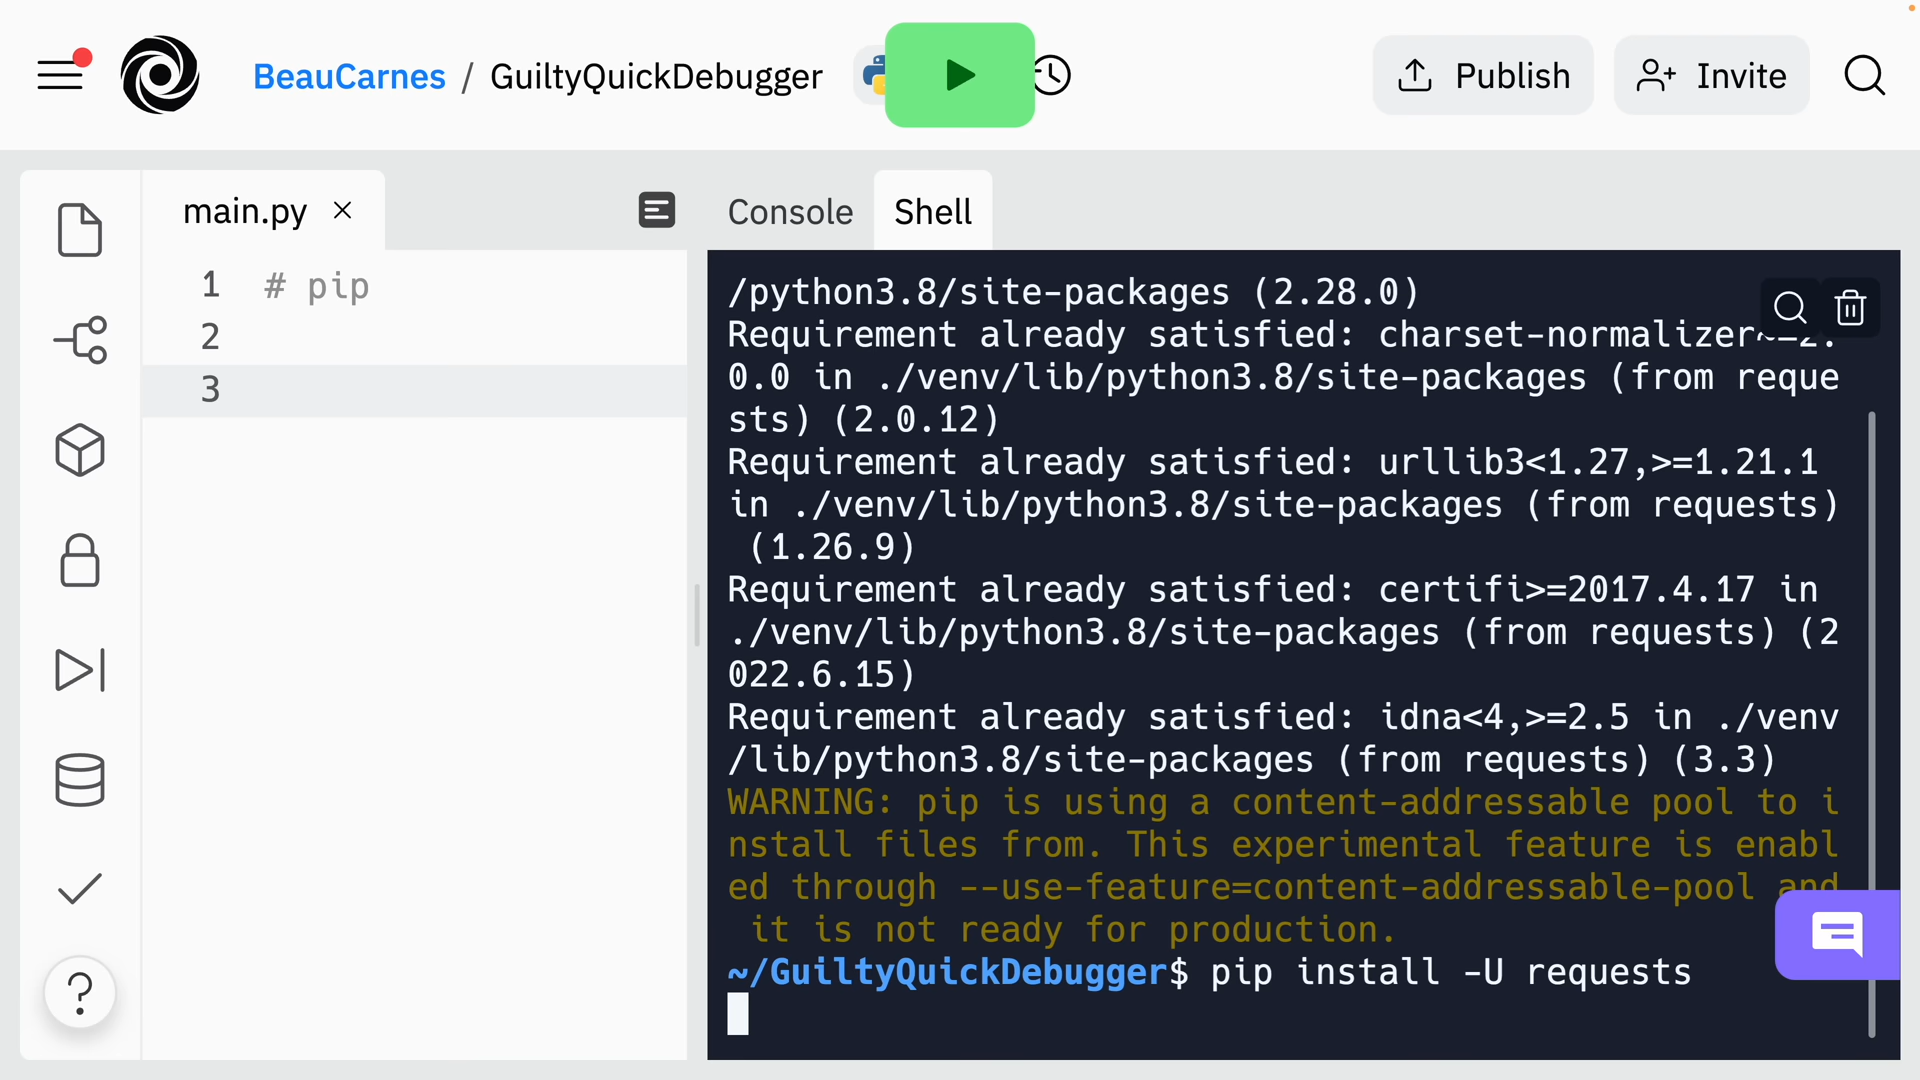 BeauCarnes / GuiltyQuickDebugger
Publish
Invite
main.py
Console
Shell
1 # pip
2
3
/python3.8/site-packages (2.28.0)
Requirement already satisfied: charset-normalizer~=2.
0.0 in ./venv/lib/python3.8/site-packages (from reque
sts) (2.0.12)
Requirement already satisfied: urllib3<1.27,>=1.21.1
in ./venv/lib/python3.8/site-packages (from requests)
(1.26.9)
Requirement already satisfied: certifi>=2017.4.17 in
./venv/lib/python3.8/site-packages (from requests) (2
022.6.15)
Requirement already satisfied: idna<4,>=2.5 in ./venv
/lib/python3.8/site-packages (from requests) (3.3)
WARNING: pip is using a content-addressable pool to i
nstall files from. This experimental feature is enabl
ed through --use-feature=content-addressable-pool and
it is not ready for production.
~/GuiltyQuickDebugger$ pip install -U requests
?